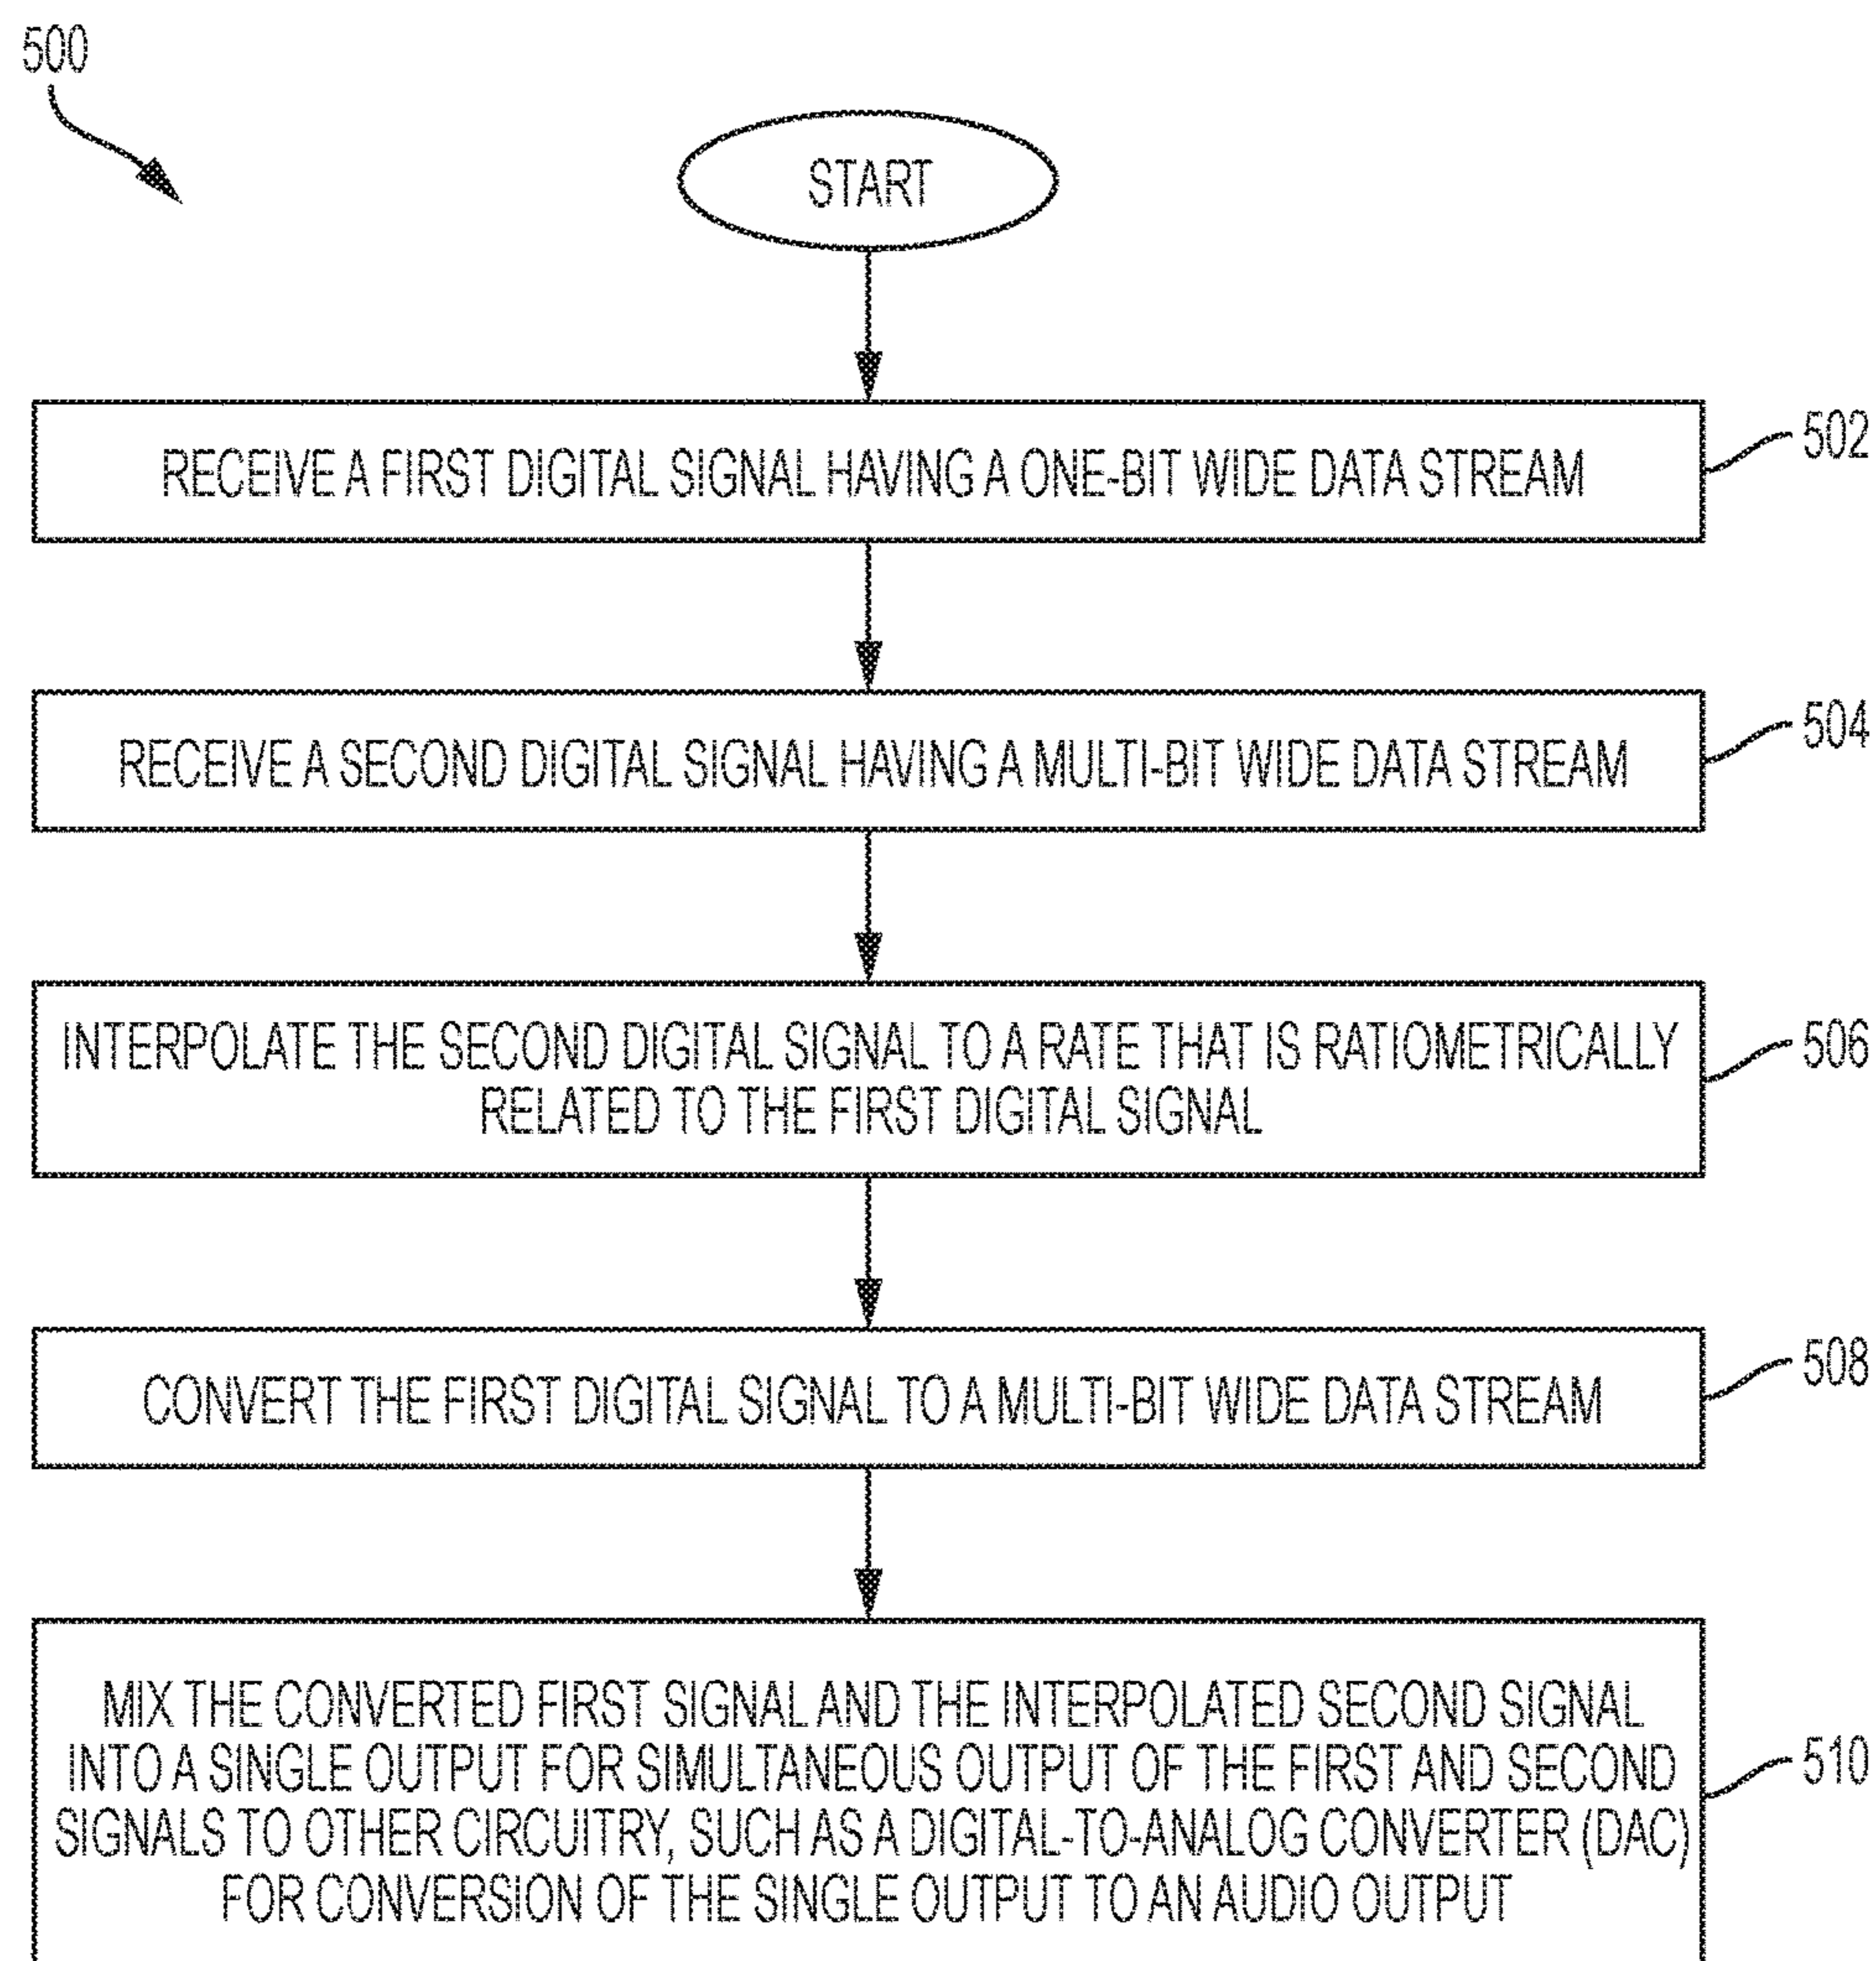 500
START
RECEIVE A FIRST DIGITAL SIGNAL HAVING A ONE-BIT WIDE DATA STREAM
502
RECEIVE A SECOND DIGITAL SIGNAL HAVING A MULTI-BIT WIDE DATA STREAM
504
INTERPOLATE THE SECOND DIGITAL SIGNAL TO A RATE THAT IS RATIOMETRICALLY
RELATED TO THE FIRST DIGITAL SIGNAL
506
CONVERT THE FIRST DIGITAL SIGNAL TO A MULTI-BIT WIDE DATA STREAM
508
MIX THE CONVERTED FIRST SIGNAL AND THE INTERPOLATED SECOND SIGNAL
INTO A SINGLE OUTPUT FOR SIMULTANEOUS OUTPUT OF THE FIRST AND SECOND
SIGNALS TO OTHER CIRCUITRY, SUCH AS A DIGITAL-TO-ANALOG CONVERTER (DAC)
FOR CONVERSION OF THE SINGLE OUTPUT TO AN AUDIO OUTPUT
510